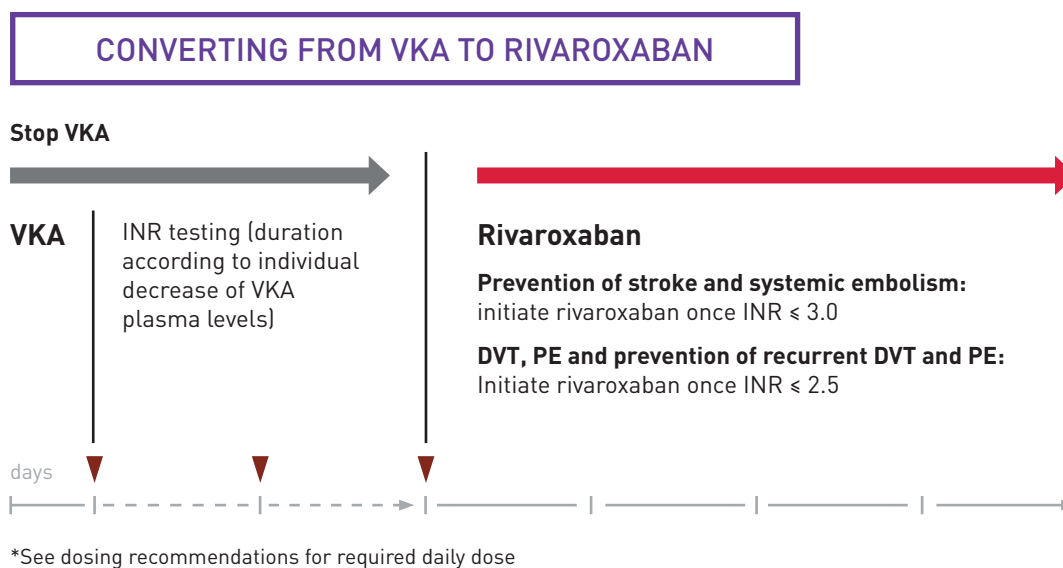 CONVERTING FROM VKA TO RIVAROXABAN
Stop VKA
VKA
INR testing (duration
according to individual
decrease of VKA
plasma levels)
Rivaroxaban
Prevention of stroke and systemic embolism:
initiate rivaroxaban once INR ⩽ 3.0
DVT, PE and prevention of recurrent DVT and PE:
Initiate rivaroxaban once INR ⩽ 2.5
days
*See dosing recommendations for required daily dose